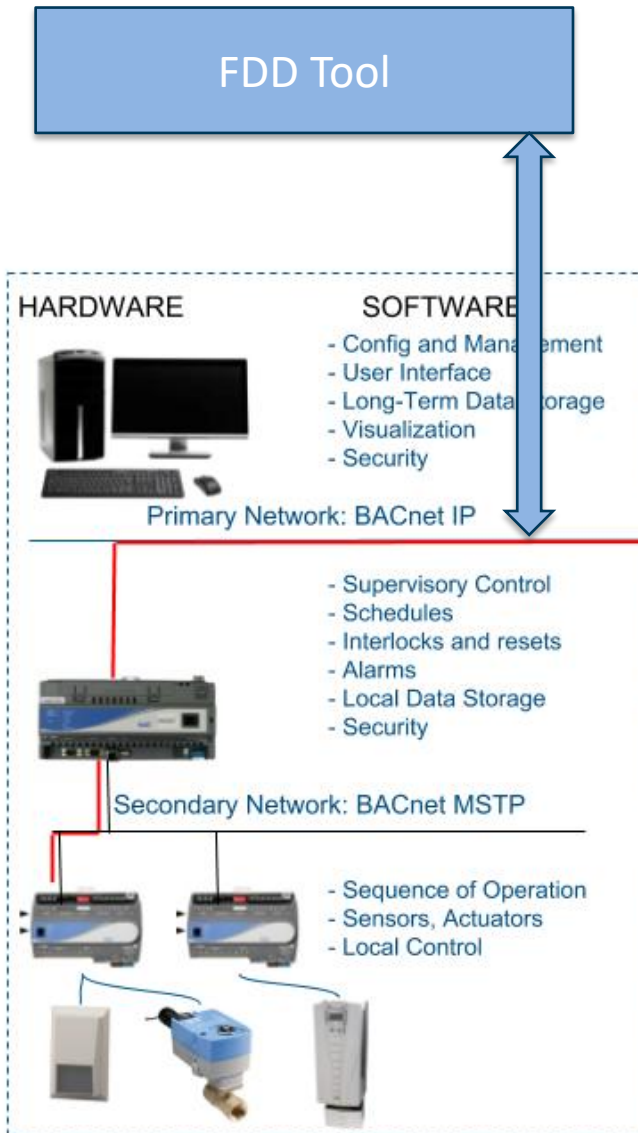 FDD Tool
HARDWARE
SOFTWARE
- Config and Management
- User Interface
- Long-Term Data Storage
- Visualization
- Security
Primary Network: BACnet IP
- Supervisory Control
- Schedules
- Interlocks and resets
- Alarms
- Local Data Storage
- Security
Secondary Network: BACnet MSTP
- Sequence of Operation
- Sensors, Actuators
- Local Control